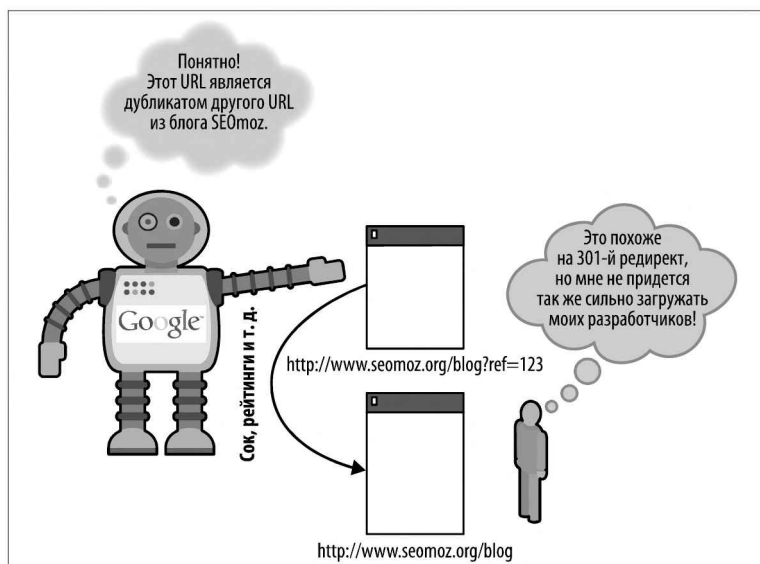 Понятно!
Этот URL является
дубликатом другого URL
из блога SEOmoz.
Google
Сок, рейтинги и т. д.
http://www.seomoz.org/blog?ref=123
Это похоже
на 301-й редирект,
но мне не придется
так же сильно загружать
моих разработчиков!
http://www.seomoz.org/blog